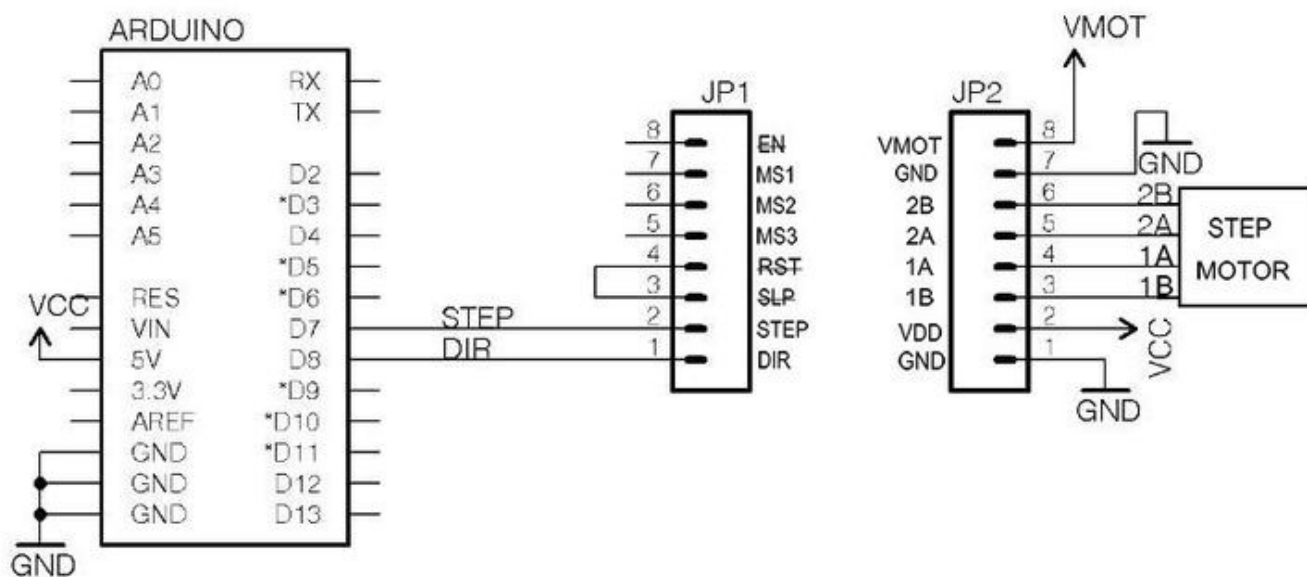 ARDUINO
A0
A1
A2
A3
A4
A5
RES
VIN
5V
3.3V
AREF
GND
GND
GND
RX
TX
D2
*D3
D4
*D5
*D6
D7
D8
*D9
*D10
*D11
D12
D13
VCC
GND
STEP
DIR
JP1
8 EN
7 MS1
6 MS2
5 MS3
4 RST
3 SLP
2 STEP
1 DIR
JP2
VMOT 8
GND 7
2B 6
2A 5
1A 4
1B 3
VDD 2
GND 1
VMOT
GND
2B
2A
1A
1B
STEP
MOTOR
VCC
GND